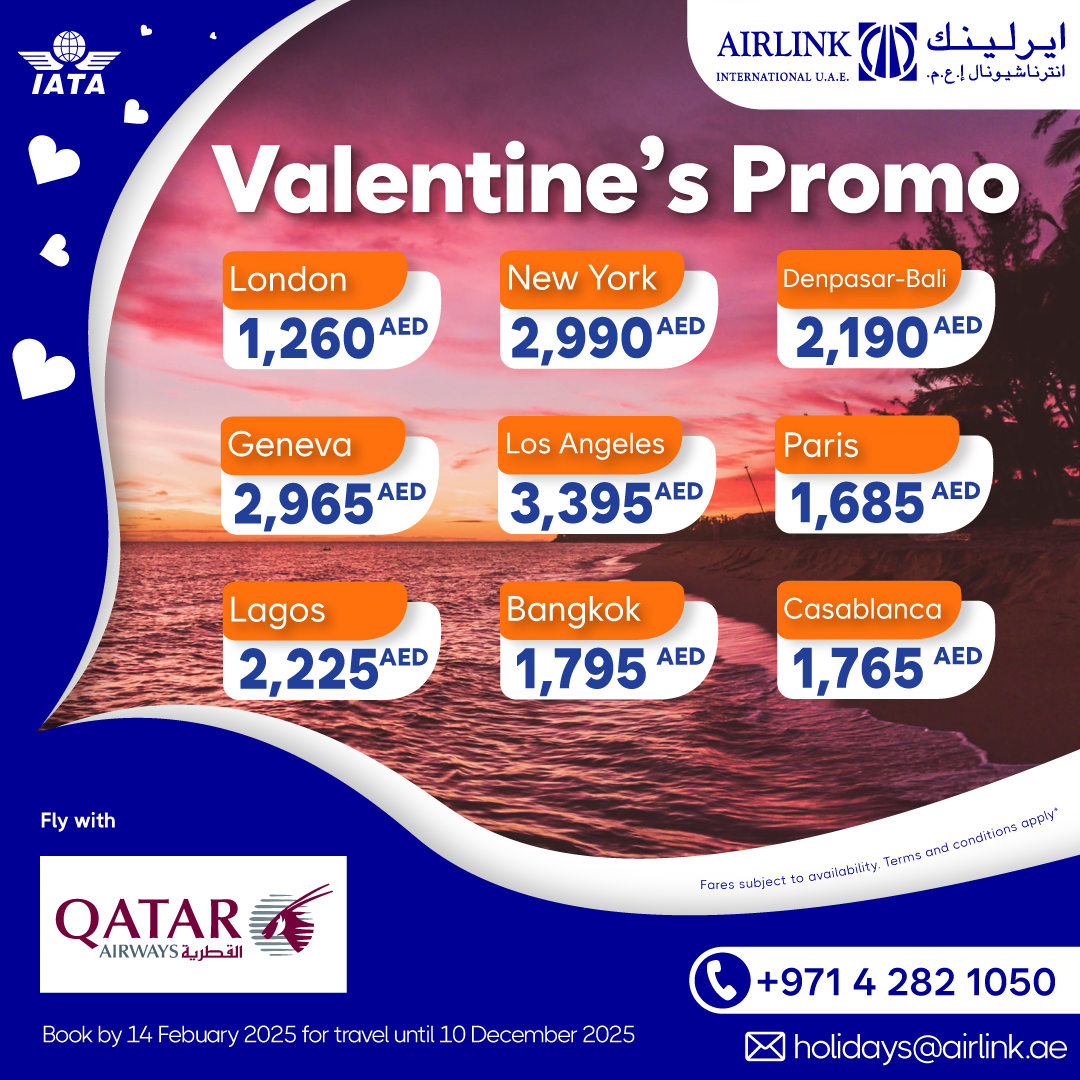 IATA
AIRLINK
INTERNATIONAL U.A.E.
ايرلينك
انترناشيونال إ.ع.م.
Valentine's Promo
London
1,260 AED
New York
2,990 AED
Denpasar-Bali
2,190 AED
Geneva
2,965 AED
Los Angeles
3,395 AED
Paris
1,685 AED
Lagos
2,225 AED
Bangkok
1,795 AED
Casablanca
1,765 AED
Fares subject to availability. Terms and conditions apply*
Fly with
QATAR
AIRWAYS القطرية
+971 4 282 1050
Book by 14 Febuary 2025 for travel until 10 December 2025
holidays@airlink.ae